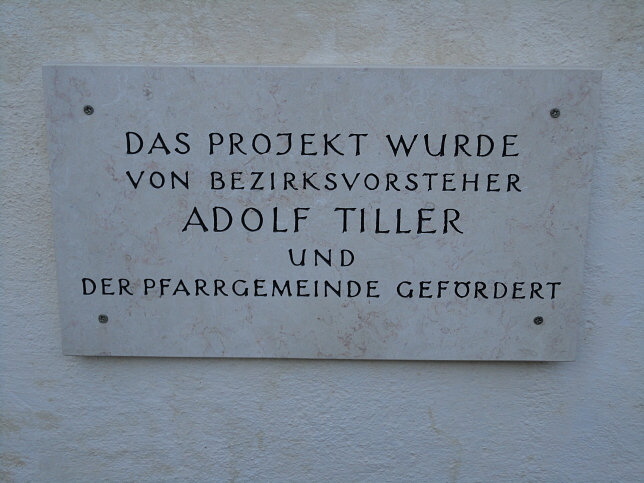 DAS PROJEKT WURDE
VON BEZIRKSVORSTEHER
ADOLF TILLER
UND
DER PFARRGEMEINDE GEFÖRDERT